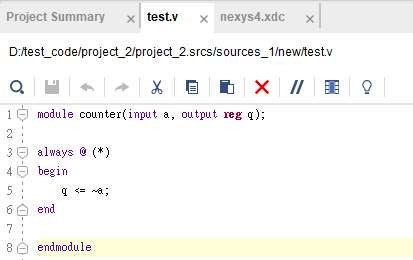 Project Summary × test.v × nexys4.xdc ×
D:/test_code/project_2/project_2.srcs/sources_1/new/test.v
1 module counter(input a, output reg q);
2
3 always @ (*)
4 begin
5 q <= ~a;
6 end
7
8 endmodule